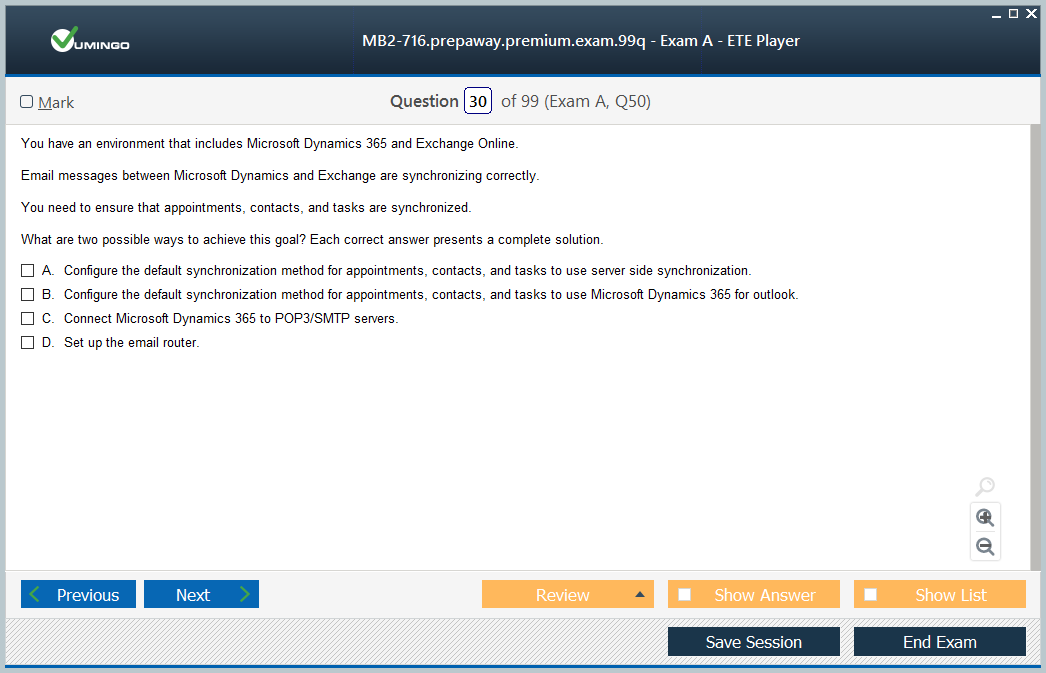 VUMINGO
MB2-716.prepaway.premium.exam.99q - Exam A - ETE Player
Mark
Question 30 of 99 (Exam A, Q50)
You have an environment that includes Microsoft Dynamics 365 and Exchange Online.
Email messages between Microsoft Dynamics and Exchange are synchronizing correctly.
You need to ensure that appointments, contacts, and tasks are synchronized.
What are two possible ways to achieve this goal? Each correct answer presents a complete solution.
A. Configure the default synchronization method for appointments, contacts, and tasks to use server side synchronization.
B. Configure the default synchronization method for appointments, contacts, and tasks to use Microsoft Dynamics 365 for outlook.
C. Connect Microsoft Dynamics 365 to POP3/SMTP servers.
D. Set up the email router.
Previous
Next
Review
Show Answer
Show List
Save Session
End Exam